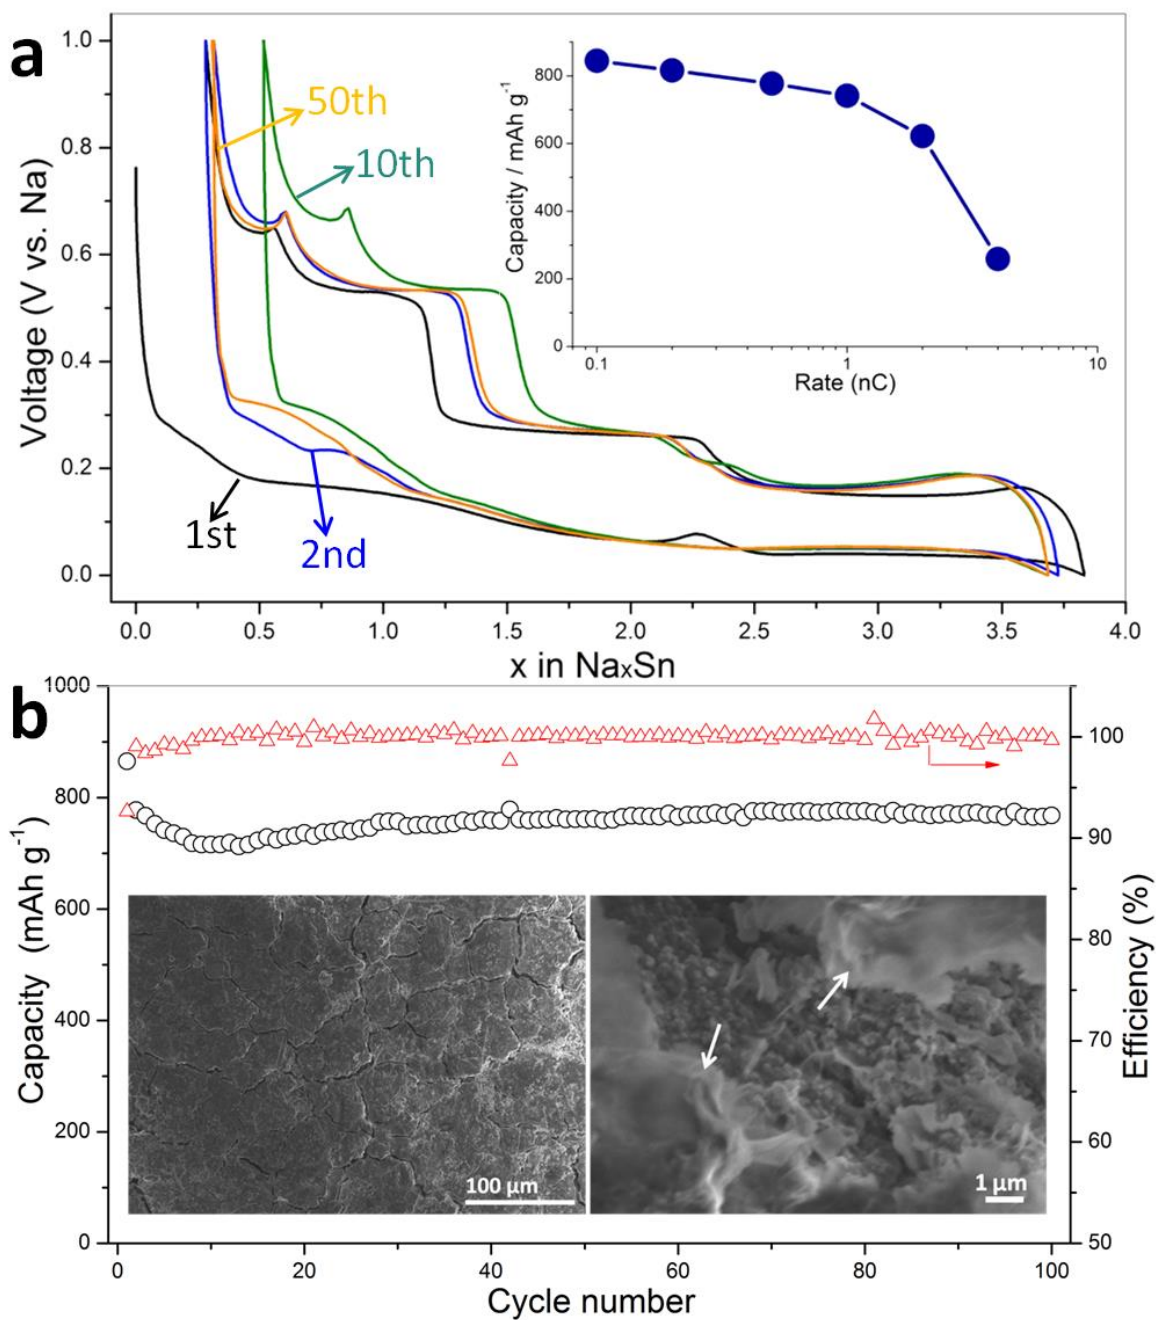 a
Voltage (V vs. Na)
1.0
0.8
0.6
0.4
0.2
0.0
50th
10th
1st
2nd
0.0 0.5 1.0 1.5 2.0 2.5 3.0 3.5 4.0
x in NaxSn
Capacity / mAh g-1
800
600
400
200
0
0.1 1 10
Rate (nC)
b
Capacity (mAh g-1)
1000
800
600
400
200
0
100
90
80
70
60
50
Efficiency (%)
100 μm
1 μm
0 20 40 60 80 100
Cycle number